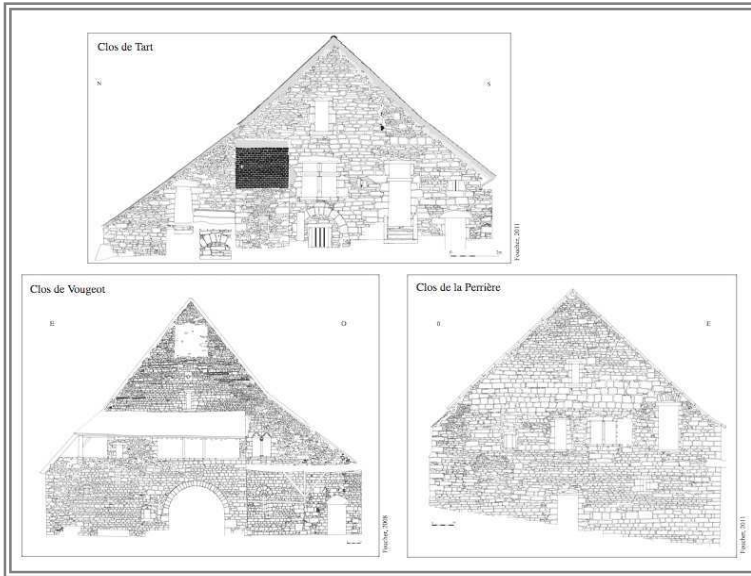 Clos de Tart
N
S
Foucher, 2011
Clos de Vougeot
E
O
Foucher, 2008
Clos de la Perrière
O
E
Foucher, 2011